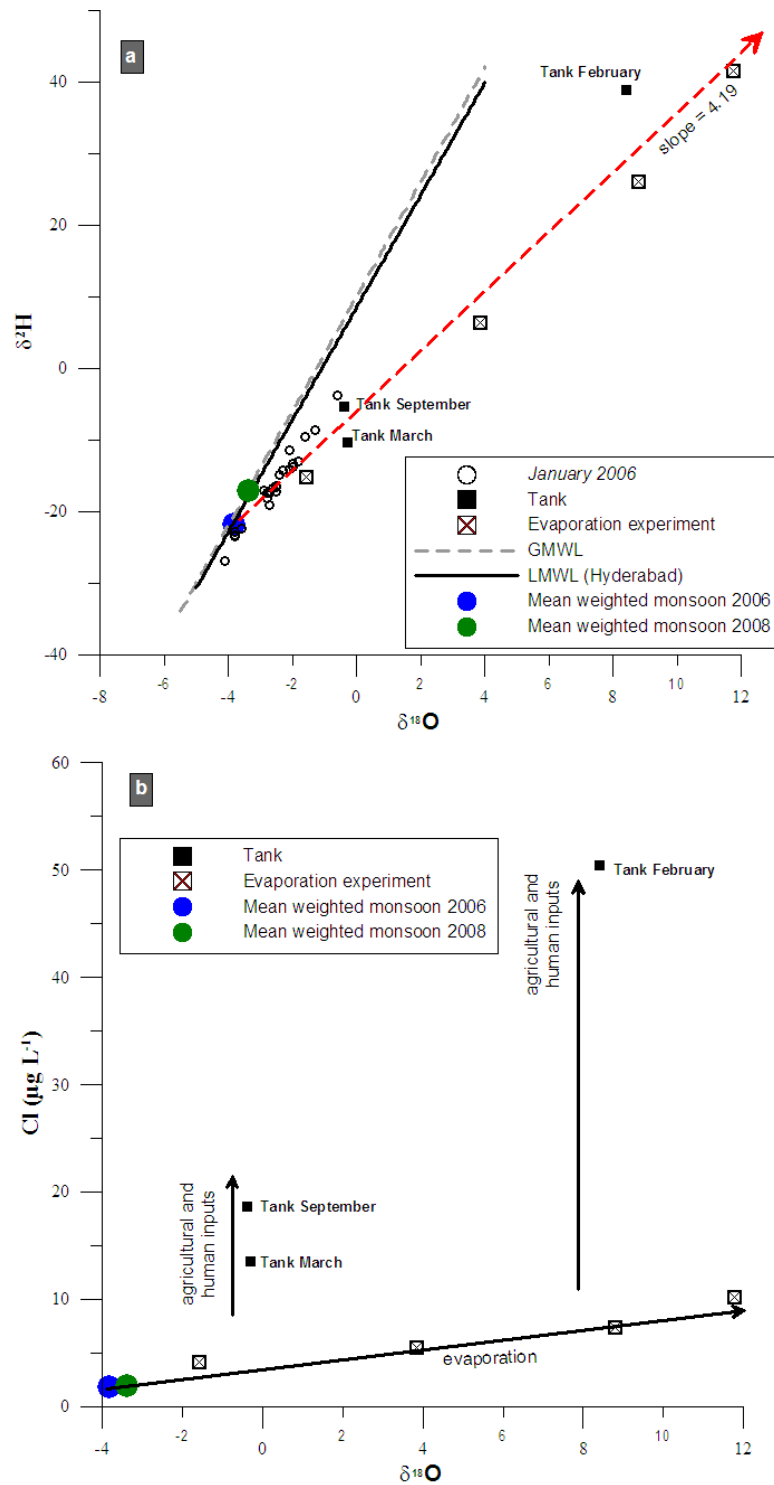 a
40
20
0
-20
-40
δ²H
Tank February
slope = 4.19
Tank September
Tank March
January 2006
Tank
Evaporation experiment
GMWL
LMWL (Hyderabad)
Mean weighted monsoon 2006
Mean weighted monsoon 2008
-8 -6 -4 -2 0 2 4 6 8 10 12
δ¹⁸O
b
60
50
40
30
20
10
0
Cl (µg L⁻¹)
Tank
Evaporation experiment
Mean weighted monsoon 2006
Mean weighted monsoon 2008
Tank February
agricultural and
human inputs
agricultural and
human inputs
Tank September
Tank March
evaporation
-4 -2 0 2 4 6 8 10 12
δ¹⁸O